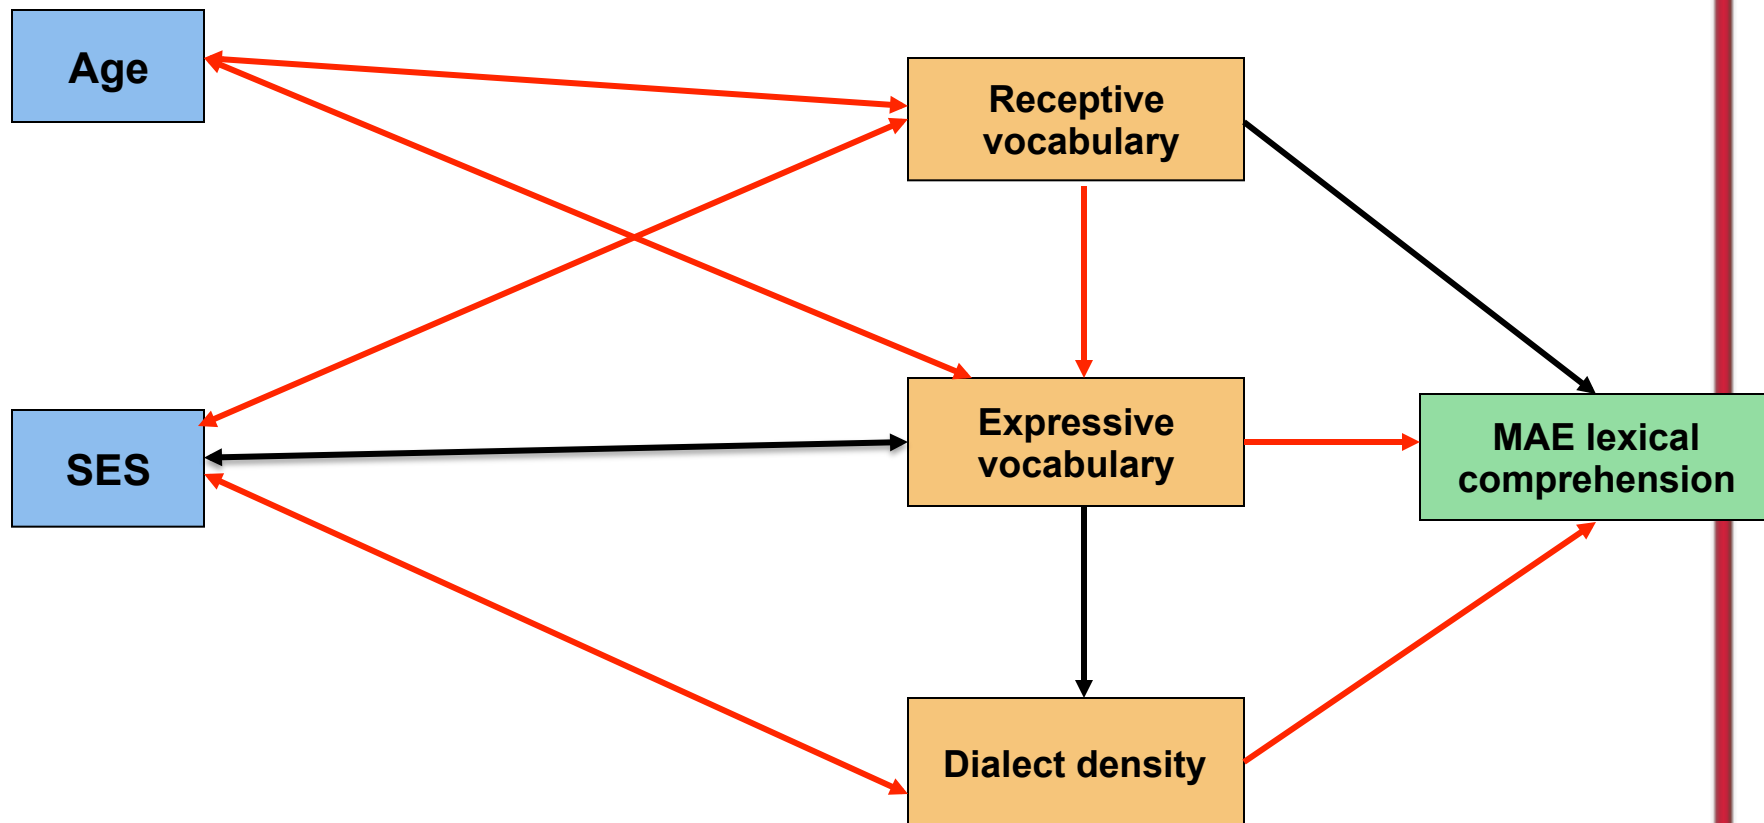 Age
Receptive
vocabulary
SES
Expressive
vocabulary
MAE lexical
comprehension
Dialect density